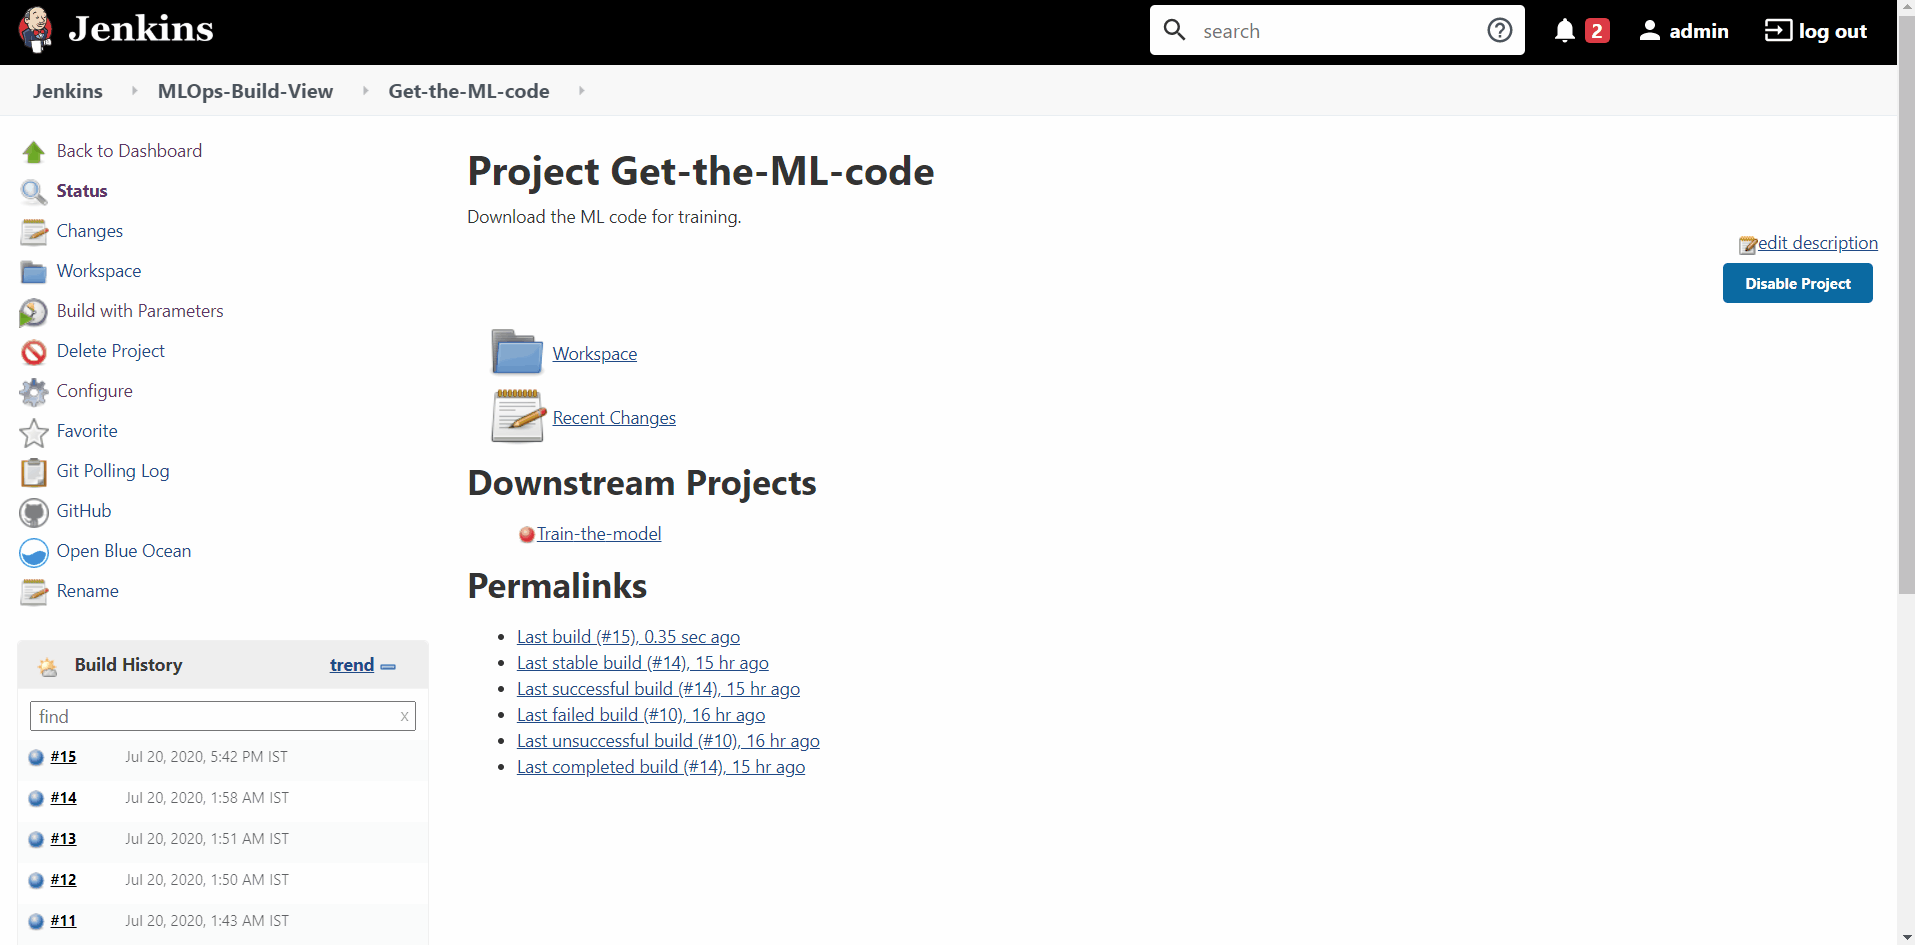 Jenkins
search
2
admin
log out
Jenkins
MLOps-Build-View
Get-the-ML-code
Back to Dashboard
Status
Changes
Workspace
Build with Parameters
Delete Project
Configure
Favorite
Git Polling Log
GitHub
Open Blue Ocean
Rename
Build History
trend
find
x
#15 Jul 20, 2020, 5:42 PM IST
#14 Jul 20, 2020, 1:58 AM IST
#13 Jul 20, 2020, 1:51 AM IST
#12 Jul 20, 2020, 1:50 AM IST
#11 Jul 20, 2020, 1:43 AM IST
Project Get-the-ML-code
Download the ML code for training.
edit description
Disable Project
Workspace
Recent Changes
Downstream Projects
Train-the-model
Permalinks
Last build (#15), 0.35 sec ago
Last stable build (#14), 15 hr ago
Last successful build (#14), 15 hr ago
Last failed build (#10), 16 hr ago
Last unsuccessful build (#10), 16 hr ago
Last completed build (#14), 15 hr ago